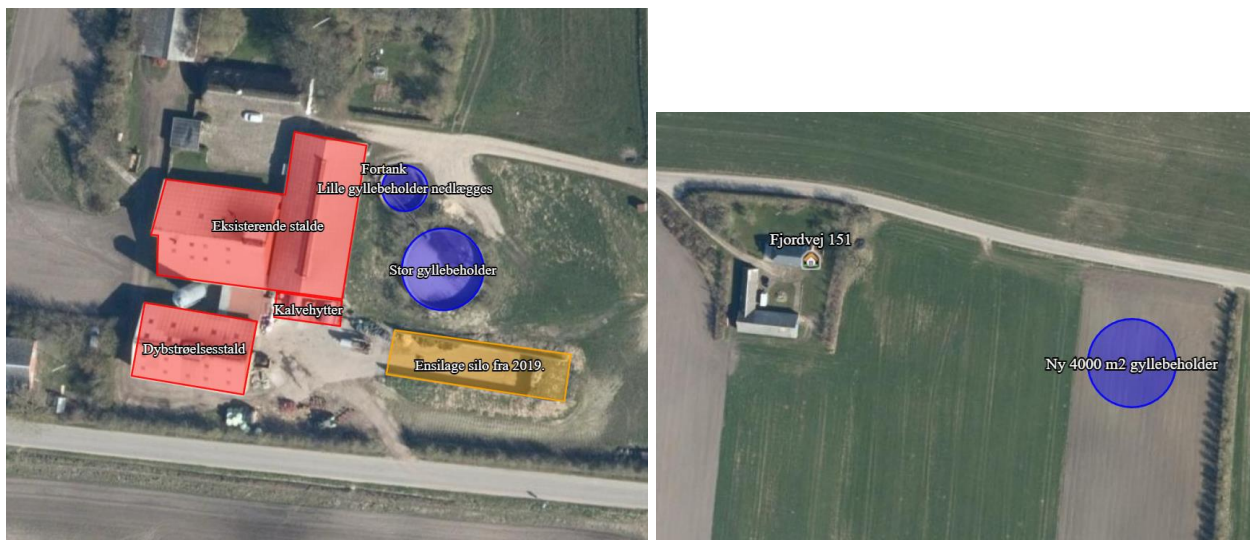 Fortank
Lille gyllebeholder nedlægges
Eksisterende stalde
Stor gyllebeholder
Kalvehytter
Dybstrøelsesstald
Ensilage silo fra 2019.
Fjordvej 151
Ny 4000 m2 gyllebeholder